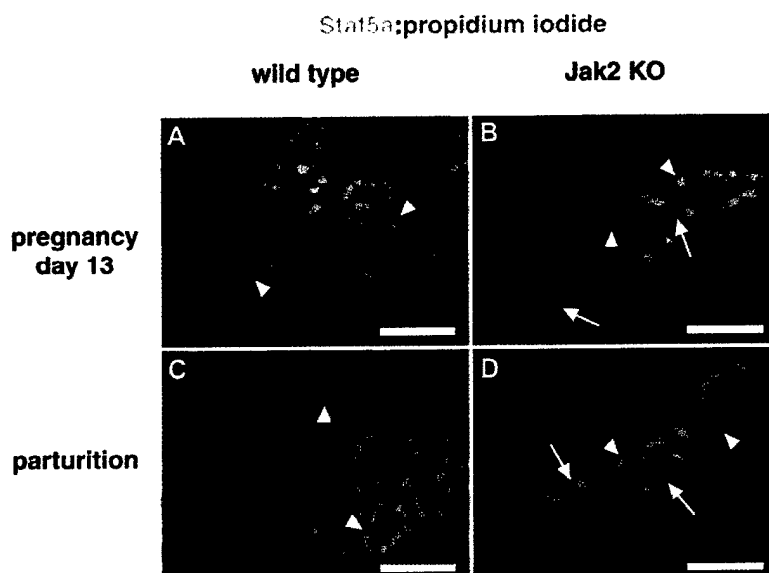 Stat5a:propidium iodide
wild type Jak2 KO
A B
pregnancy
day 13
C D
parturition